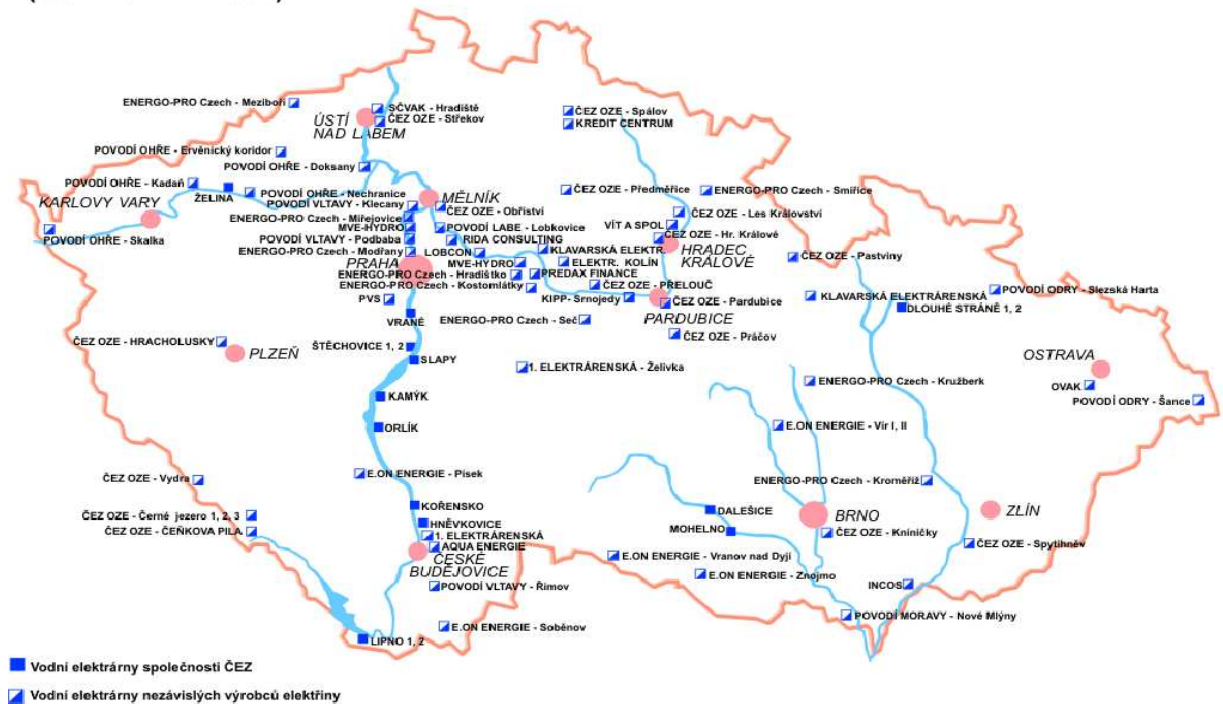 ENERGO-PRO Czech - Meziboří
SČVAK - Hradiště
ČEZ OZE - Střekov
ÚSTÍ
NAD LABEM
ČEZ OZE - Spálov
KREDIT CENTRUM
POVODÍ OHŘE - Ervěnický koridor
POVODÍ OHŘE - Doksany
POVODÍ OHŘE - Kadaň
ŽELINA
POVODÍ OHŘE - Nechranice
KARLOVY VARY
POVODÍ OHŘE - Skalka
MĚLNÍK
POVODÍ VLTAVY - Klecany
ČEZ OZE - Obříství
ENERGO-PRO Czech - Miřejovice
MVE-HYDRO
POVODÍ LABE - Lobkovice
POVODÍ VLTAVY - Podbaba
RIDA CONSULTING
ENERGO-PRO Czech - Modřany
LOBCON
PRAHA
MVE-HYDRO
ENERGO-PRO Czech - Hradištko
ENERGO-PRO Czech - Kostomlátky
KLAVARSKÁ ELEKTR.
ELEKTR. KOLÍN
PREDAX FINANCE
ČEZ OZE - PŘELOUČ
KIPP- Srnojedy
ČEZ OZE - Předměřice
ENERGO-PRO Czech - Smiřice
ČEZ OZE - Les Království
VÍT A SPOL
ČEZ OZE - Hr. Králové
HRADEC
KRÁLOVÉ
ČEZ OZE - Pardubice
PARDUBICE
ENERGO-PRO Czech - Seč
ČEZ OZE - Práčov
ČEZ OZE - Pastviny
KLAVARSKÁ ELEKTRÁRENSKÁ
POVODÍ ODRY - Slezská Harta
DLOUHÉ STRÁNĚ 1, 2
PVS
VRANÉ
ČEZ OZE - HRACHOLUSKY
PLZEŇ
ŠTĚCHOVICE 1, 2
SLAPY
1. ELEKTRÁRENSKÁ - Želivka
OSTRAVA
OVAK
POVODÍ ODRY - Šance
ENERGO-PRO Czech - Kružberk
KAMÝK
ORLÍK
E.ON ENERGIE - Vír I, II
ČEZ OZE - Vydra
E.ON ENERGIE - Písek
ENERGO-PRO Czech - Kroměříž
ČEZ OZE - Černé jezero 1, 2, 3
ČEZ OZE - ČEŇKOVA PILA
KOŘENSKO
HNĚVKOVICE
1. ELEKTRÁRENSKÁ
AQUA ENERGIE
ČESKÉ
BUDĚJOVICE
DALEŠICE
MOHELNO
BRNO
ČEZ OZE - Kníničky
ZLÍN
ČEZ OZE - Spytihněv
E.ON ENERGIE - Vranov nad Dyjí
E.ON ENERGIE - Znojmo
INCOS
POVODÍ MORAVY - Nové Mlýny
POVODÍ VLTAVY - Římov
E.ON ENERGIE - Soběnov
LIPNO 1, 2
Vodní elektrárny společnosti ČEZ
Vodní elektrárny nezávislých výrobců elektřiny